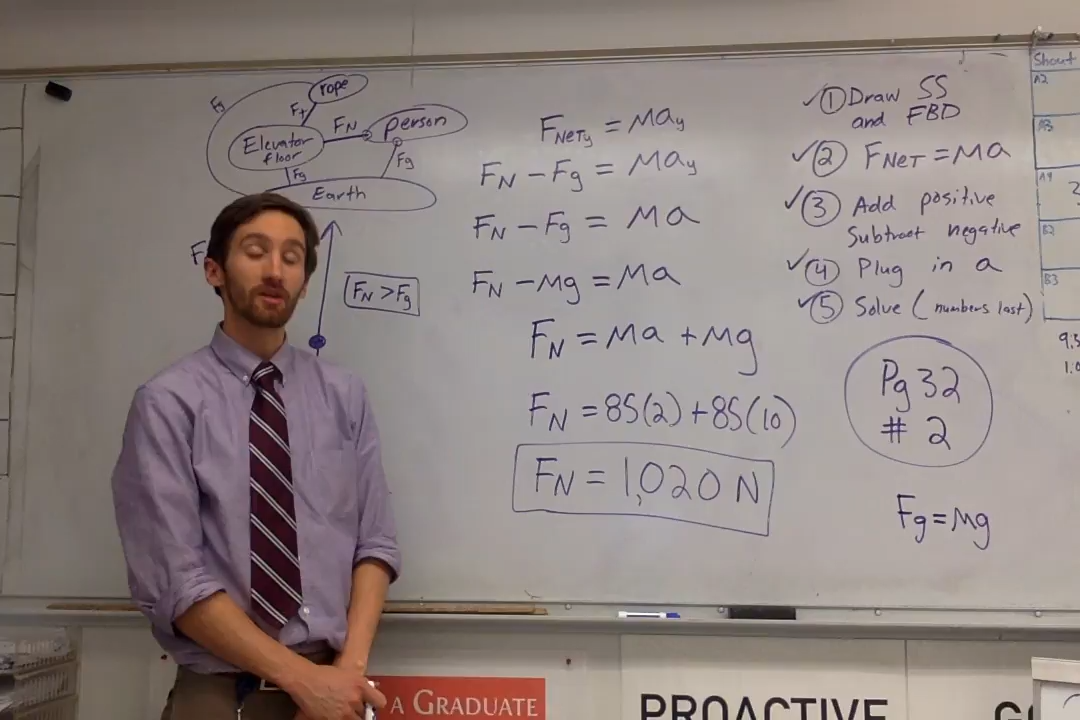 rope
Fg
Ft
FN
person
Elevator
floor
Fg
Fg
Earth
FN > Fg
FNETy = may
FN - Fg = may
FN - Fg = ma
FN - mg = ma
FN = ma + mg
FN = 85(2) + 85(10)
FN = 1,020 N
① Draw SS
and FBD
② FNET = ma
③ Add positive
Subtract negative
④ Plug in a
⑤ Solve (numbers last)
Pg 32
# 2
Fg = mg
Shout
A2
A3
A4
B2
B3
A GRADUATE
PROACTIVE